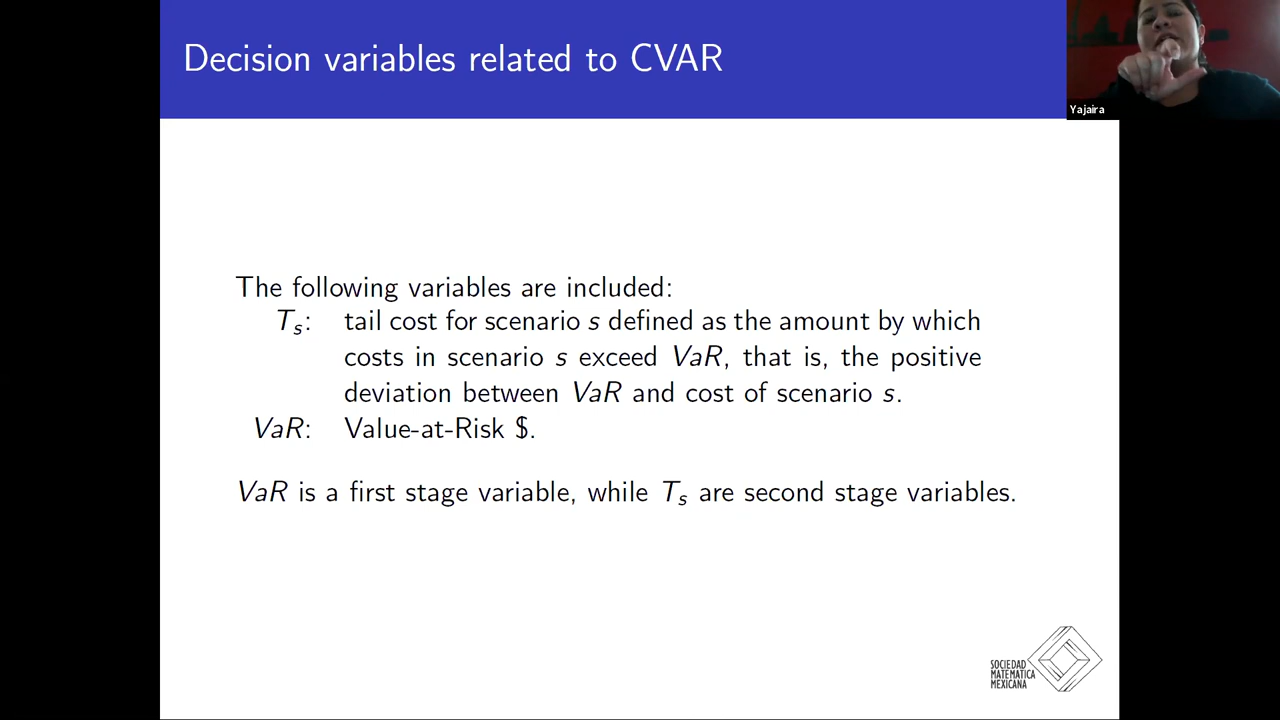 Decision variables related to CVAR
Yajaira
The following variables are included:
T_s: tail cost for scenario s defined as the amount by which
costs in scenario s exceed VaR, that is, the positive
deviation between VaR and cost of scenario s.
VaR: Value-at-Risk $.
VaR is a first stage variable, while T_s are second stage variables.
SOCIEDAD
MATEMATICA
MEXICANA